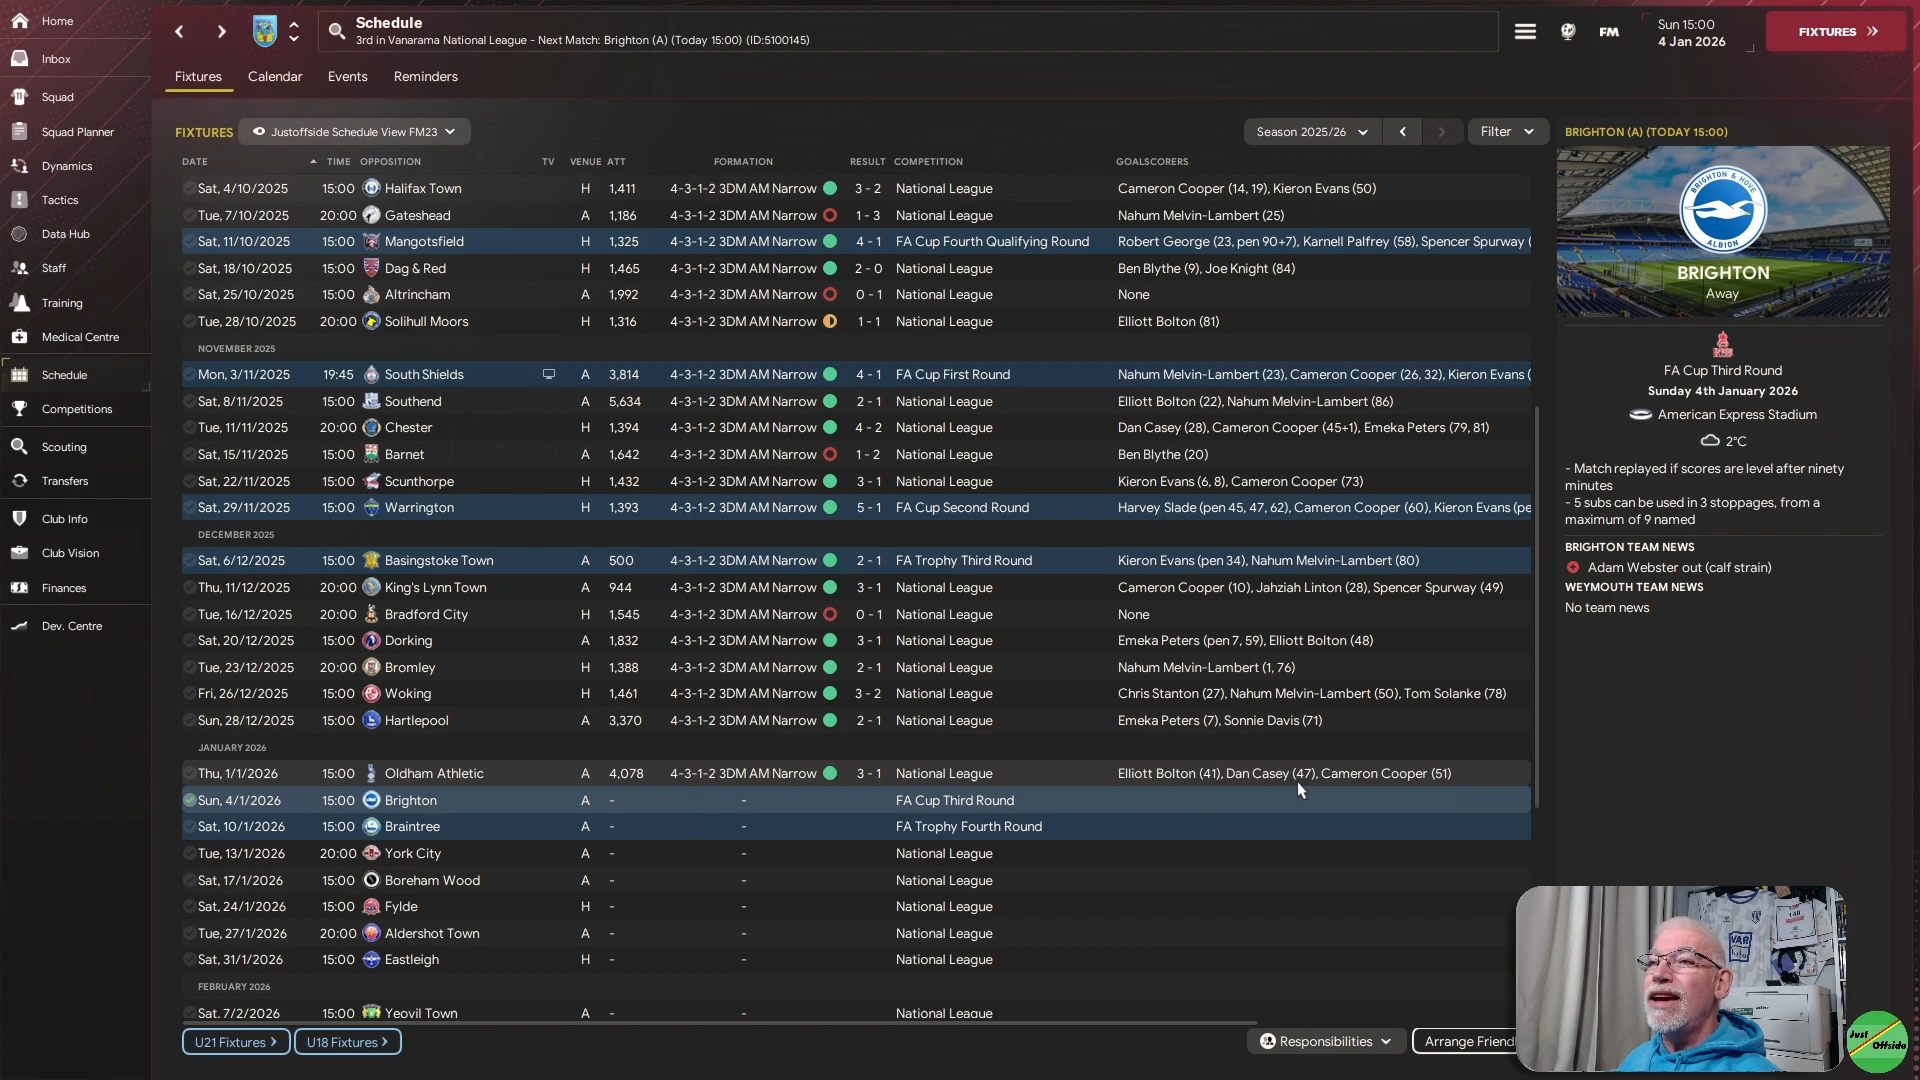 Home
Inbox
Squad
Squad Planner
Dynamics
Tactics
Data Hub
Staff
Training
Medical Centre
Schedule
Competitions
Scouting
Transfers
Club Info
Club Vision
Finances
Dev. Centre
Schedule
3rd in Vanarama National League - Next Match: Brighton (A) (Today 15:00) (ID:5100145)
FM
Sun 15:00
4 Jan 2026
FIXTURES
Fixtures Calendar Events Reminders
FIXTURES Justoffside Schedule View FM23 Season 2025/26 Filter
DATE TIME OPPOSITION TV VENUE ATT FORMATION RESULT COMPETITION GOALSCORERS
Sat, 4/10/2025 15:00 Halifax Town H 1,411 4-3-1-2 3DM AM Narrow 3 - 2 National League Cameron Cooper (14, 19), Kieron Evans (50)
Tue, 7/10/2025 20:00 Gateshead A 1,186 4-3-1-2 3DM AM Narrow 1 - 3 National League Nahum Melvin-Lambert (25)
Sat, 11/10/2025 15:00 Mangotsfield H 1,325 4-3-1-2 3DM AM Narrow 4 - 1 FA Cup Fourth Qualifying Round Robert George (23, pen 90+7), Karnell Palfrey (58), Spencer Spurway (
Sat, 18/10/2025 15:00 Dag & Red H 1,465 4-3-1-2 3DM AM Narrow 2 - 0 National League Ben Blythe (9), Joe Knight (84)
Sat, 25/10/2025 15:00 Altrincham A 1,992 4-3-1-2 3DM AM Narrow 0 - 1 National League None
Tue, 28/10/2025 20:00 Solihull Moors H 1,316 4-3-1-2 3DM AM Narrow 1 - 1 National League Elliott Bolton (81)
NOVEMBER 2025
Mon, 3/11/2025 19:45 South Shields A 3,814 4-3-1-2 3DM AM Narrow 4 - 1 FA Cup First Round Nahum Melvin-Lambert (23), Cameron Cooper (26, 32), Kieron Evans (
Sat, 8/11/2025 15:00 Southend A 5,634 4-3-1-2 3DM AM Narrow 2 - 1 National League Elliott Bolton (22), Nahum Melvin-Lambert (86)
Tue, 11/11/2025 20:00 Chester H 1,394 4-3-1-2 3DM AM Narrow 4 - 2 National League Dan Casey (28), Cameron Cooper (45+1), Emeka Peters (79, 81)
Sat, 15/11/2025 15:00 Barnet A 1,642 4-3-1-2 3DM AM Narrow 1 - 2 National League Ben Blythe (20)
Sat, 22/11/2025 15:00 Scunthorpe H 1,432 4-3-1-2 3DM AM Narrow 3 - 1 National League Kieron Evans (6, 8), Cameron Cooper (73)
Sat, 29/11/2025 15:00 Warrington H 1,393 4-3-1-2 3DM AM Narrow 5 - 1 FA Cup Second Round Harvey Slade (pen 45, 47, 62), Cameron Cooper (60), Kieron Evans (pe
DECEMBER 2025
Sat, 6/12/2025 15:00 Basingstoke Town A 500 4-3-1-2 3DM AM Narrow 2 - 1 FA Trophy Third Round Kieron Evans (pen 34), Nahum Melvin-Lambert (80)
Thu, 11/12/2025 20:00 King's Lynn Town A 944 4-3-1-2 3DM AM Narrow 3 - 1 National League Cameron Cooper (10), Jahziah Linton (28), Spencer Spurway (49)
Tue, 16/12/2025 20:00 Bradford City H 1,545 4-3-1-2 3DM AM Narrow 0 - 1 National League None
Sat, 20/12/2025 15:00 Dorking A 1,832 4-3-1-2 3DM AM Narrow 3 - 1 National League Emeka Peters (pen 7, 59), Elliott Bolton (48)
Tue, 23/12/2025 20:00 Bromley H 1,388 4-3-1-2 3DM AM Narrow 2 - 1 National League Nahum Melvin-Lambert (1, 76)
Fri, 26/12/2025 15:00 Woking H 1,461 4-3-1-2 3DM AM Narrow 3 - 2 National League Chris Stanton (27), Nahum Melvin-Lambert (50), Tom Solanke (78)
Sun, 28/12/2025 15:00 Hartlepool A 3,370 4-3-1-2 3DM AM Narrow 2 - 1 National League Emeka Peters (7), Sonnie Davis (71)
JANUARY 2026
Thu, 1/1/2026 15:00 Oldham Athletic A 4,078 4-3-1-2 3DM AM Narrow 3 - 1 National League Elliott Bolton (41), Dan Casey (47), Cameron Cooper (51)
Sun, 4/1/2026 15:00 Brighton A - - FA Cup Third Round
Sat, 10/1/2026 15:00 Braintree A - - FA Trophy Fourth Round
Tue, 13/1/2026 20:00 York City A - - National League
Sat, 17/1/2026 15:00 Boreham Wood A - - National League
Sat, 24/1/2026 15:00 Fylde H - - National League
Tue, 27/1/2026 20:00 Aldershot Town A - - National League
Sat, 31/1/2026 15:00 Eastleigh H - - National League
FEBRUARY 2026
Sat. 7/2/2026 15:00 Yeovil Town A - - National League
U21 Fixtures U18 Fixtures Responsibilities Arrange Friend
BRIGHTON (A) (TODAY 15:00)
BRIGHTON & HOVE
ALBION
BRIGHTON
Away
FA Cup Third Round
Sunday 4th January 2026
American Express Stadium
2°C
- Match replayed if scores are level after ninety
minutes
- 5 subs can be used in 3 stoppages, from a
maximum of 9 named
BRIGHTON TEAM NEWS
Adam Webster out (calf strain)
WEYMOUTH TEAM NEWS
No team news
140
VAR
Just
Offside